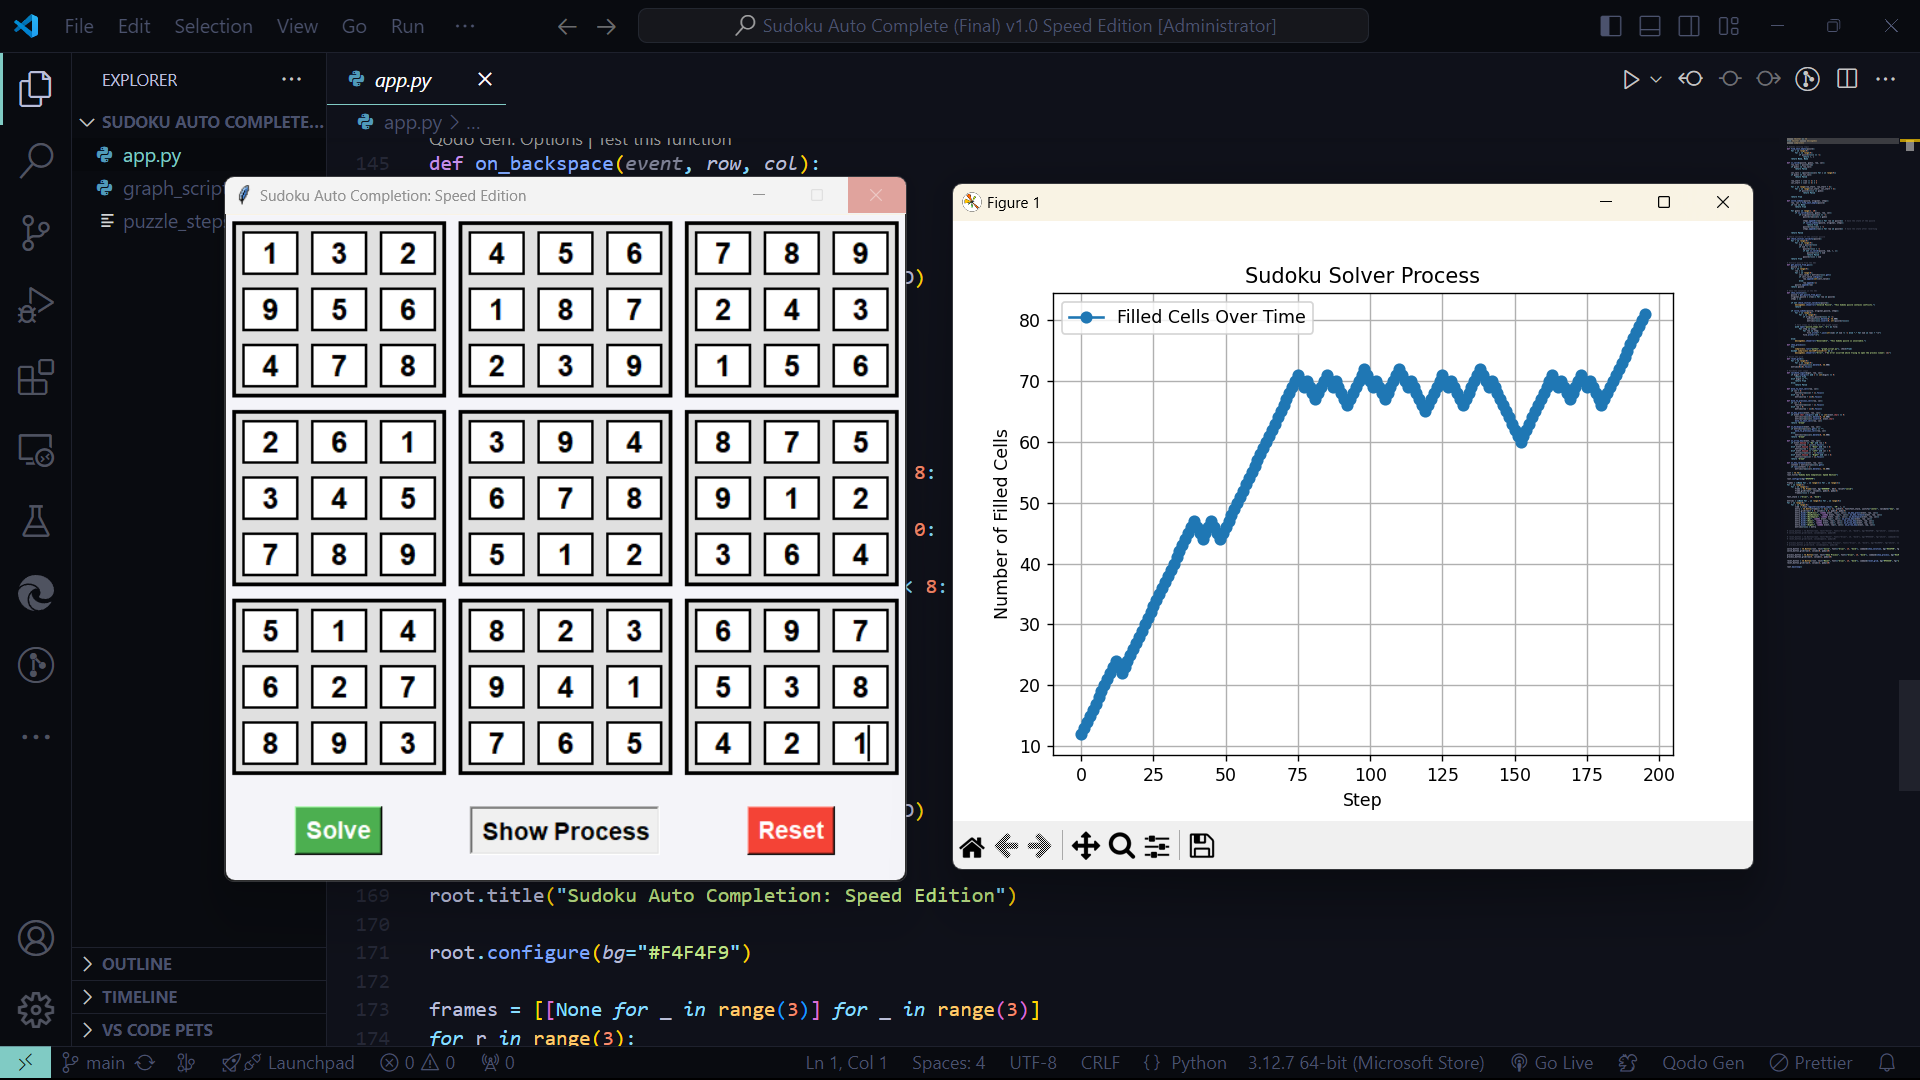 File Edit Selection View Go Run ...
Sudoku Auto Complete (Final) v1.0 Speed Edition [Administrator]
EXPLORER
SUDOKU AUTO COMPLETE...
app.py
puzzle_step
app.py
app.py > ...
Qodo Gen: Options | Test this function
145 def on_backspace(event, row, col):
Sudoku Auto Completion: Speed Edition
1 3 2 4 5 6 7 8 9
9 5 6 1 8 7 2 4 3
4 7 8 2 3 9 1 5 6
2 6 1 3 9 4 8 7 5
3 4 5 6 7 8 9 1 2
7 8 9 5 1 2 3 6 4
5 1 4 8 2 3 6 9 7
6 2 7 9 4 1 5 3 8
8 9 3 7 6 5 4 2 1
Solve
Show Process
Reset
8:
0:
8:
Figure 1
Sudoku Solver Process
Filled Cells Over Time
Number of Filled Cells
80
70
60
50
40
30
20
10
0 25 50 75 100 125 150 175 200
Step
169 root.title("Sudoku Auto Completion: Speed Edition")
170
171 root.configure(bg="#F4F4F9")
172
173 frames = [[None for _ in range(3)] for _ in range(3)]
174 for r in range(3):
OUTLINE
TIMELINE
VS CODE PETS
main
Launchpad
0 0
0
Ln 1, Col 1
Spaces: 4
UTF-8
CRLF
{ } Python
3.12.7 64-bit (Microsoft Store)
Go Live
Qodo Gen
Prettier